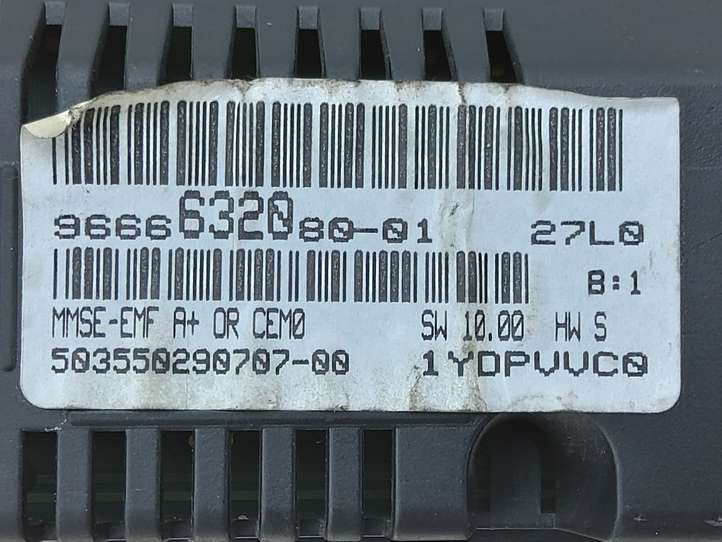 9666632080-01 27L0
B:1
MMSE-EMF A+ OR CEM0 SW 10.00 HW S
503550290707-00 1YDPVVC0